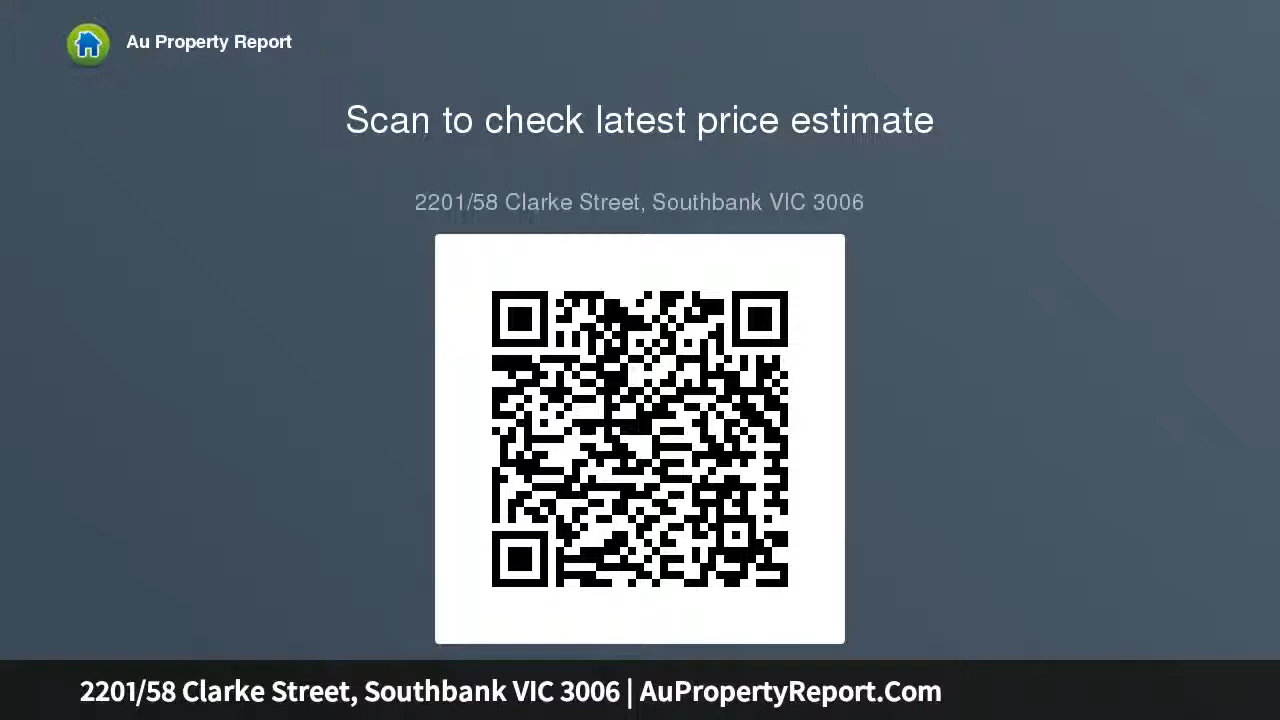 Au Property Report
Scan to check latest price estimate
2201/58 Clarke Street, Southbank VIC 3006
2201/58 Clarke Street, Southbank VIC 3006 | AuPropertyReport.Com